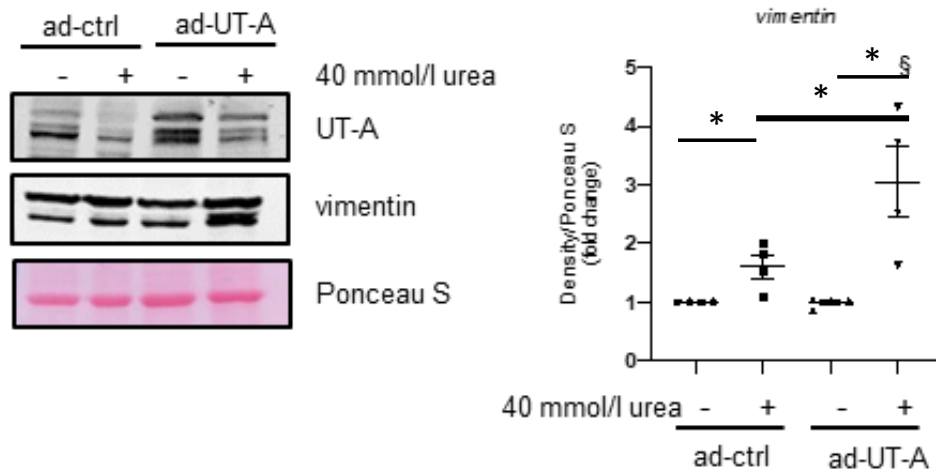 ad-ctrl ad-UT-A
- + - + 40 mmol/l urea
UT-A
vimentin
Ponceau S
vimentin
Density/Ponceau S
(fold change)
5
4
3
2
1
0
* * * §
40 mmol/l urea - + - +
ad-ctrl ad-UT-A